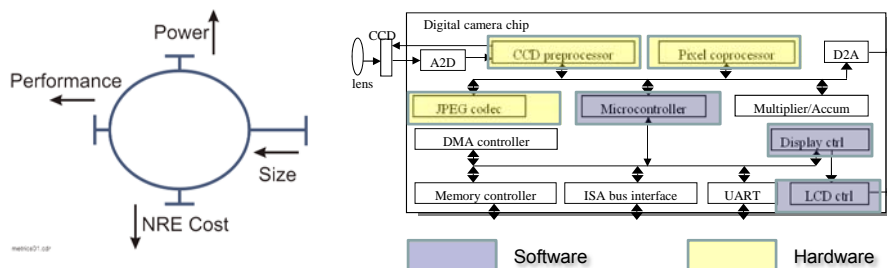 Power
Performance
Size
NRE Cost
metrics01.cdr
Digital camera chip
CCD
lens
A2D
CCD preprocessor
Pixel coprocessor
D2A
JPEG codec
Microcontroller
Multiplier/Accum
DMA controller
Display ctrl
Memory controller
ISA bus interface
UART
LCD ctrl
Software
Hardware